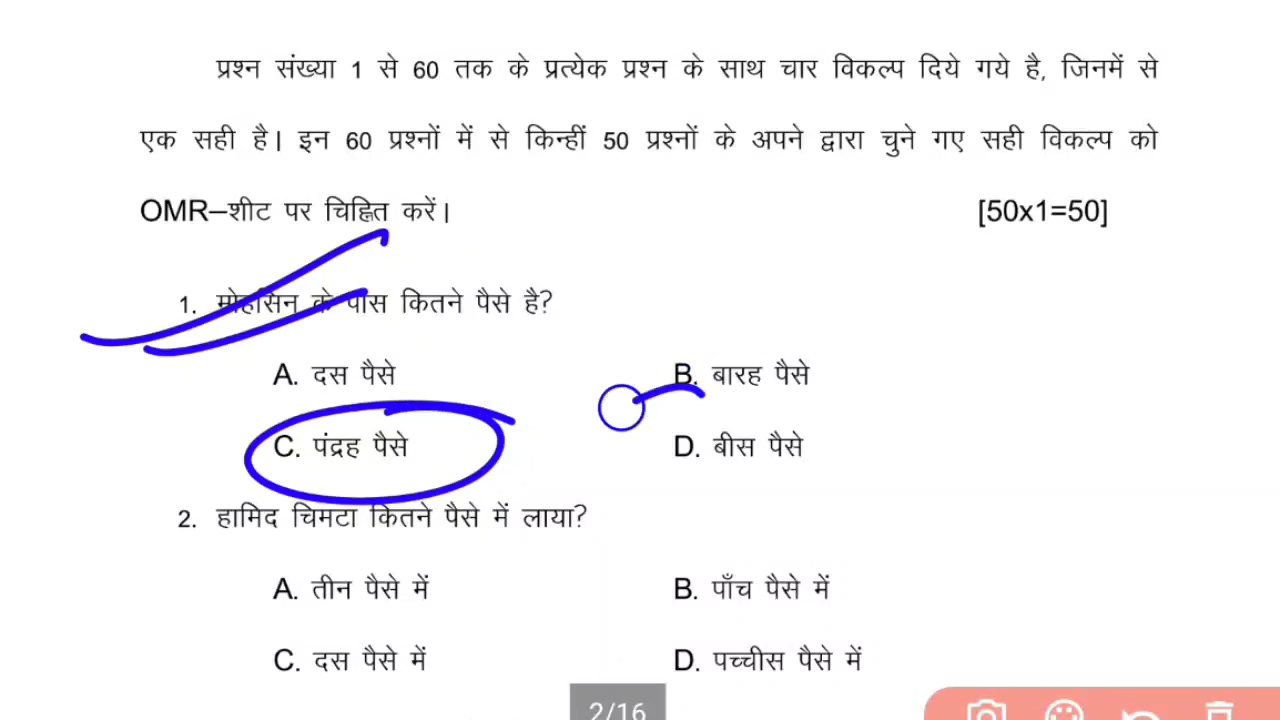 प्रश्न संख्या 1 से 60 तक के प्रत्येक प्रश्न के साथ चार विकल्प दिये गये है, जिनमें से
एक सही है। इन 60 प्रश्नों में से किन्हीं 50 प्रश्नों के अपने द्वारा चुने गए सही विकल्प को
OMR–शीट पर चिह्नित करें। [50x1=50]
1. मोहसिन के पास कितने पैसे है?
A. दस पैसे B. बारह पैसे
C. पंद्रह पैसे D. बीस पैसे
2. हामिद चिमटा कितने पैसे में लाया?
A. तीन पैसे में B. पाँच पैसे में
C. दस पैसे में D. पच्चीस पैसे में
2/16